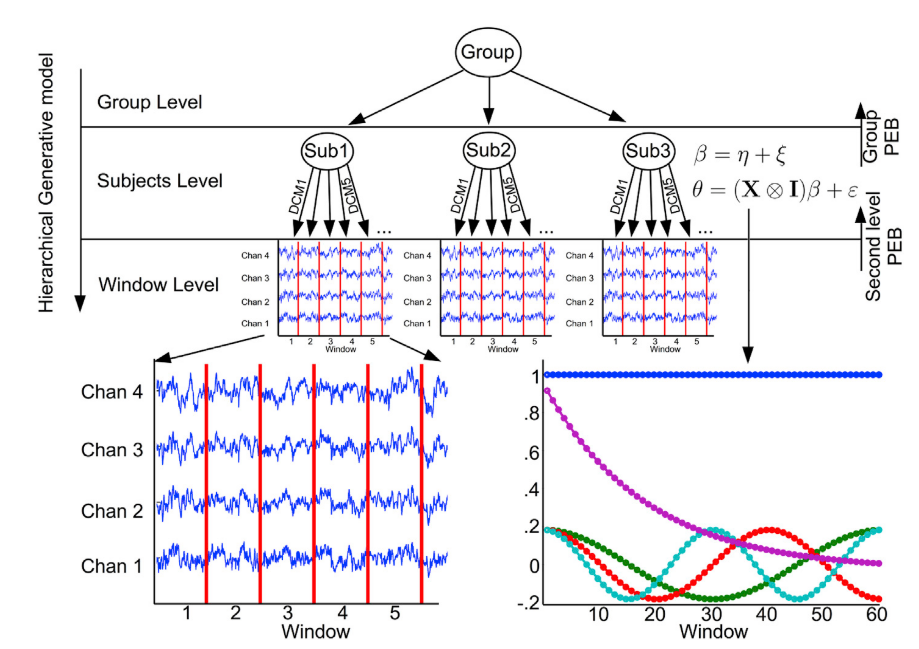 Group
Hierarchical Generative model
Group Level
Group
PEB
Sub1
Sub2
Sub3
β = η + ξ
Subjects Level
θ = (X ⊗ I)β + ε
DCM1
DCM5
...
DCM1
DCM5
...
DCM1
DCM5
...
Second level
PEB
Window Level
Chan 4
Chan 3
Chan 2
Chan 1
1 2 3 4 5
Window
Chan 4
Chan 3
Chan 2
Chan 1
1 2 3 4 5
Window
Chan 4
Chan 3
Chan 2
Chan 1
1 2 3 4 5
Window
Chan 4
Chan 3
Chan 2
Chan 1
1 2 3 4 5
Window
1
.8
.6
.4
.2
0
-.2
10 20 30 40 50 60
Window